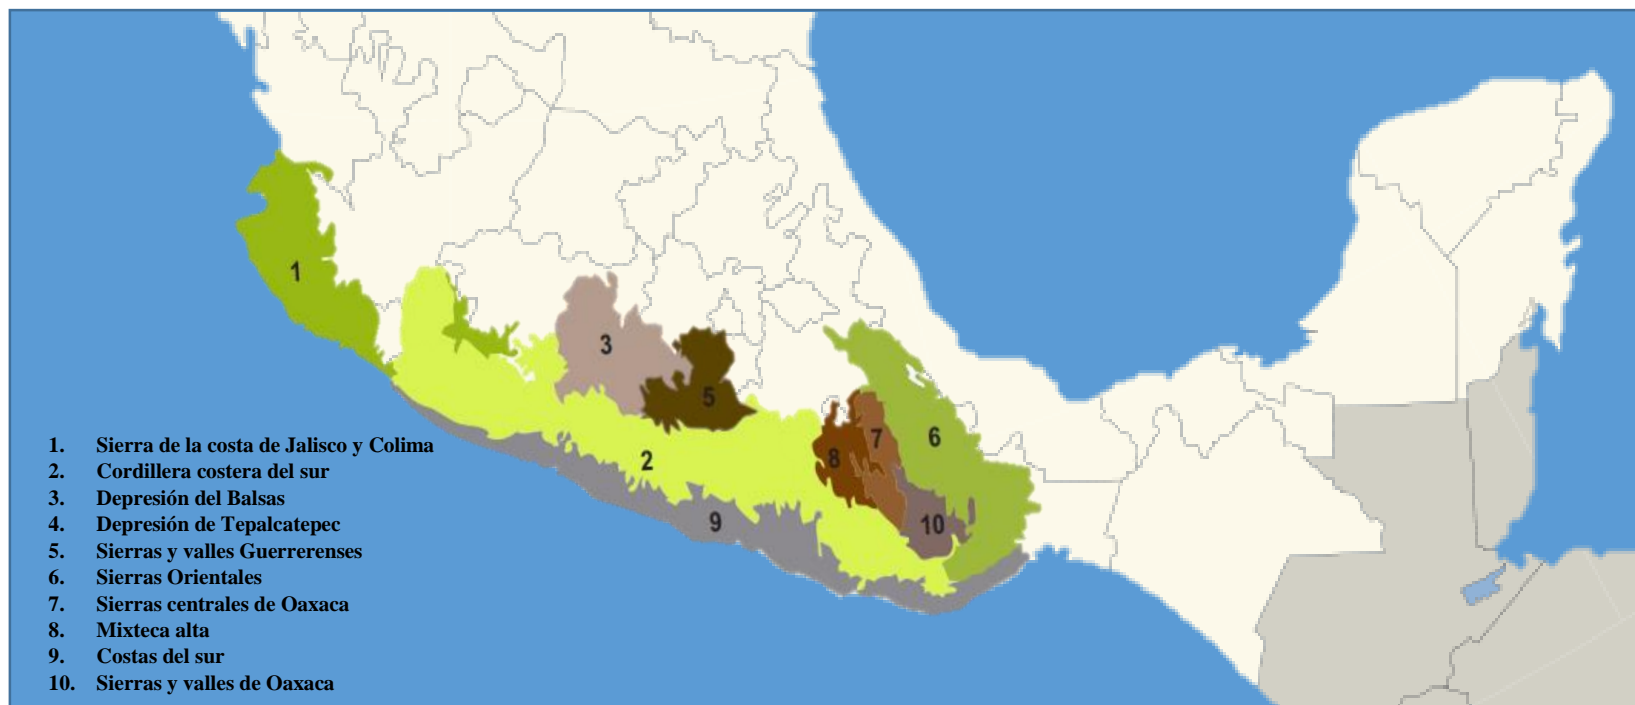 1
3
5
2
7
8
6
9
10
1. Sierra de la costa de Jalisco y Colima
2. Cordillera costera del sur
3. Depresión del Balsas
4. Depresión de Tepalcatepec
5. Sierras y valles Guerrerenses
6. Sierras Orientales
7. Sierras centrales de Oaxaca
8. Mixteca alta
9. Costas del sur
10. Sierras y valles de Oaxaca